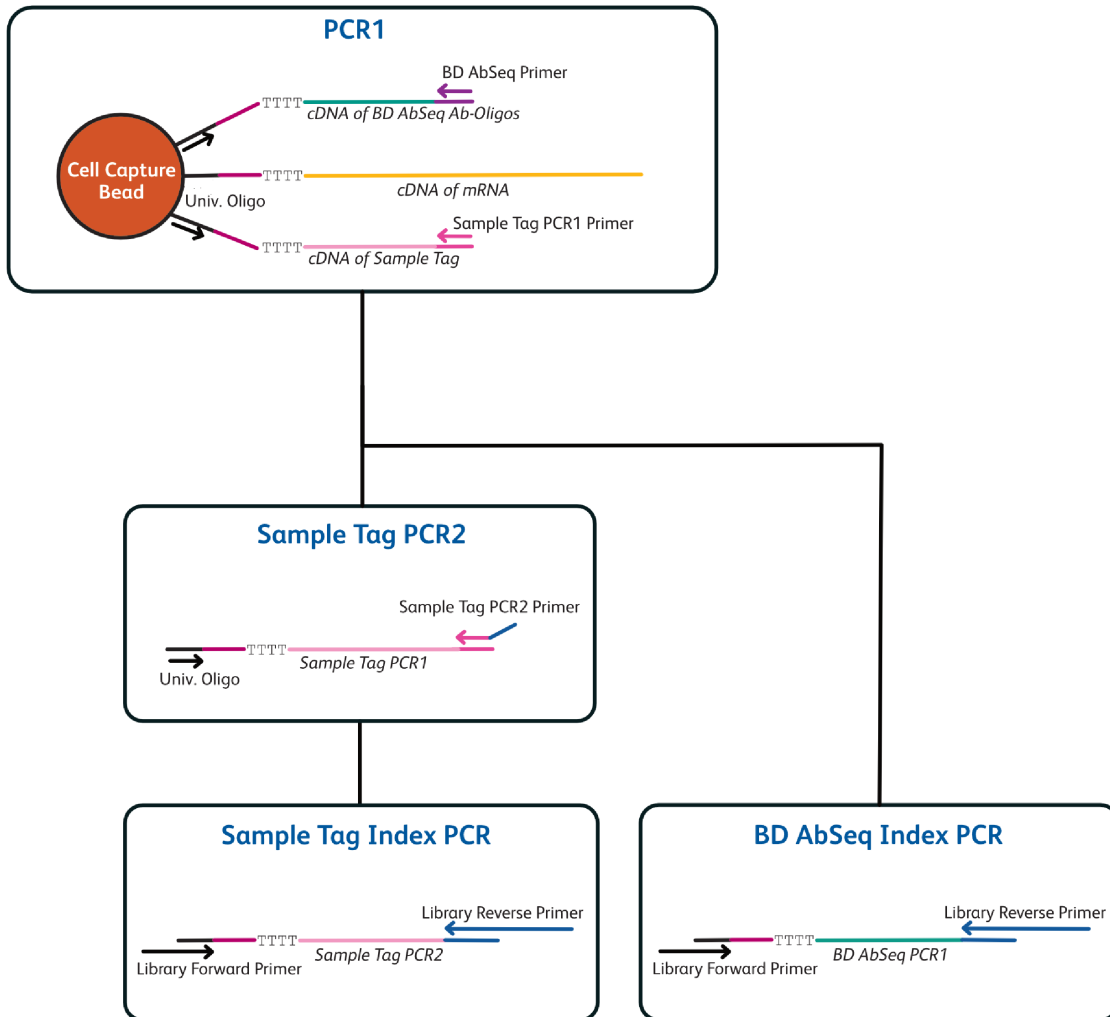 PCR1
BD AbSeq Primer
TTTT
cDNA of BD AbSeq Ab-Oligos
Cell Capture
Bead
TTTT
Univ. Oligo
cDNA of mRNA
Sample Tag PCR1 Primer
TTTT
cDNA of Sample Tag
Sample Tag PCR2
Sample Tag PCR2 Primer
TTTT
Sample Tag PCR1
Univ. Oligo
Sample Tag Index PCR
Library Reverse Primer
TTTT
Sample Tag PCR2
Library Forward Primer
BD AbSeq Index PCR
Library Reverse Primer
TTTT
BD AbSeq PCR1
Library Forward Primer